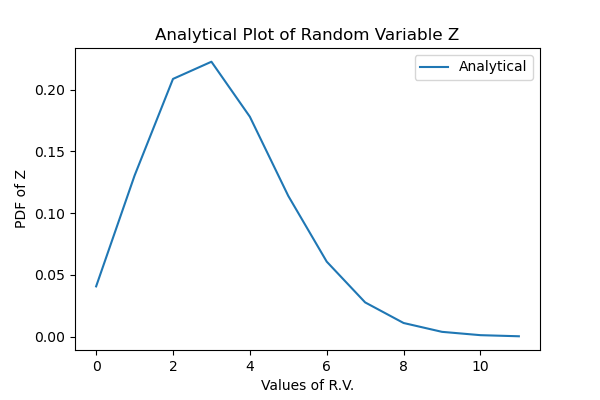 Analytical Plot of Random Variable Z
Analytical
PDF of Z
0.20
0.15
0.10
0.05
0.00
0 2 4 6 8 10
Values of R.V.